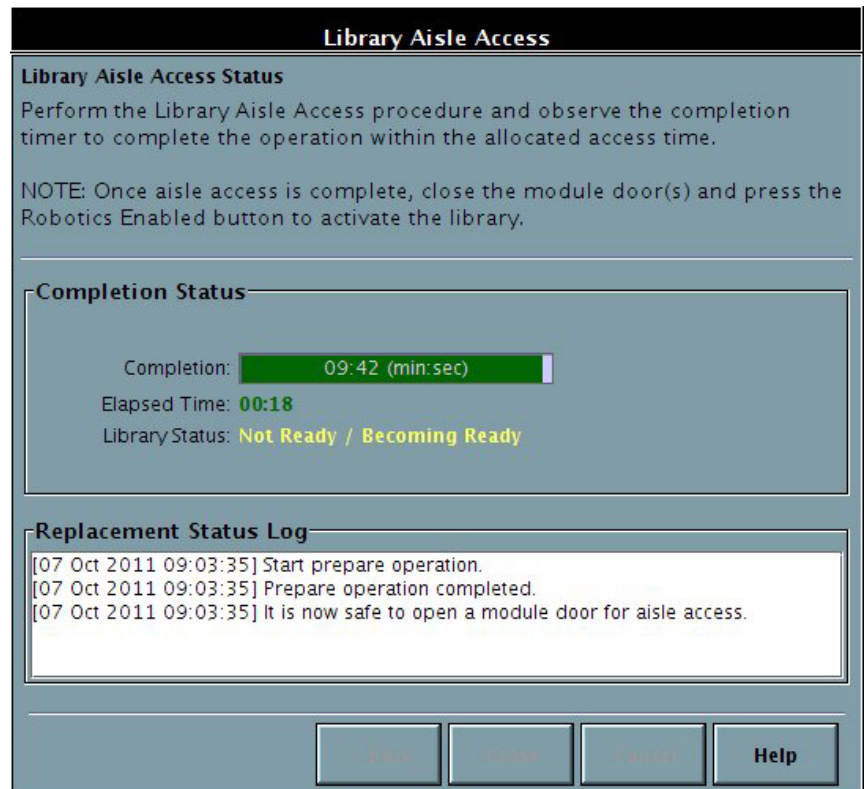 Library Aisle Access
Library Aisle Access Status
Perform the Library Aisle Access procedure and observe the completion
timer to complete the operation within the allocated access time.
NOTE: Once aisle access is complete, close the module door(s) and press the
Robotics Enabled button to activate the library.
Completion Status
Completion: 09:42 (min:sec)
Elapsed Time: 00:18
Library Status: Not Ready / Becoming Ready
Replacement Status Log
[07 Oct 2011 09:03:35] Start prepare operation.
[07 Oct 2011 09:03:35] Prepare operation completed.
[07 Oct 2011 09:03:35] It is now safe to open a module door for aisle access.
Close Cancel Help